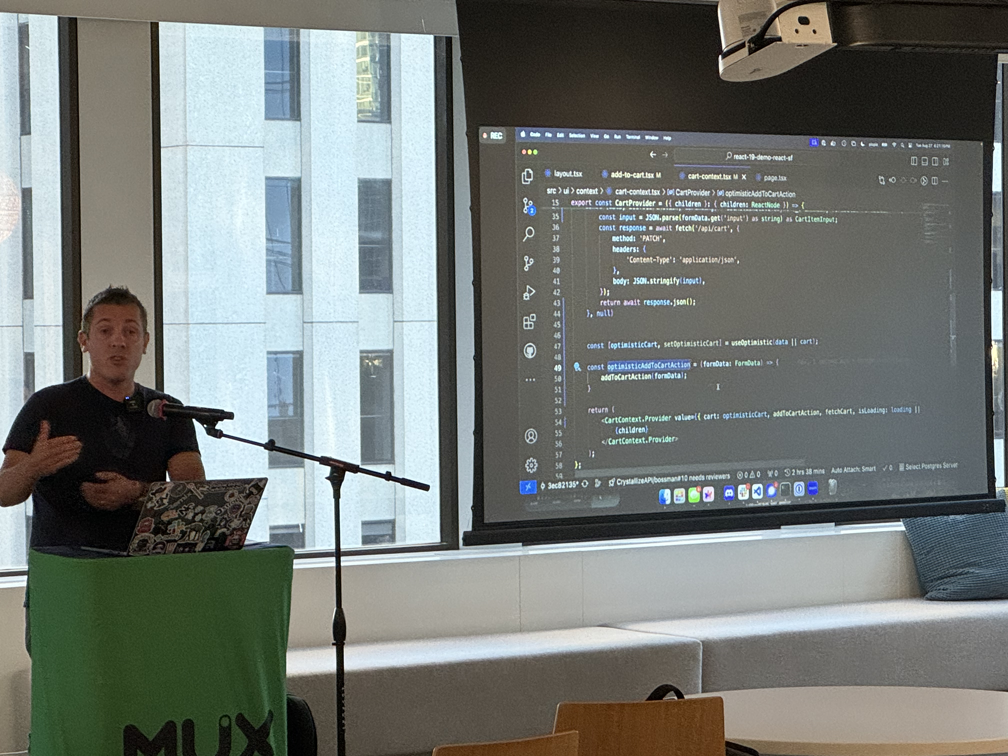 REC
Code File Edit Selection View Go Run Terminal Window Help
react-19-demo-react-sf
layout.tsx add-to-cart.tsx M cart-context.tsx M page.tsx
src > ui > context > cart-context.tsx > CartProvider > optimisticAddToCartAction
15 export const CartProvider = ({ children }: { children: ReactNode }) => {
35 const input = JSON.parse(formData.get('input') as string) as CartItemInput;
36 const response = await fetch('/api/cart', {
37 method: 'PATCH',
38 headers: {
39 'Content-Type': 'application/json',
40 },
41 body: JSON.stringify(input),
42 });
43 return await response.json();
44 }, null)
45
46
47 const [optimisticCart, setOptimisticCart] = useOptimistic(data || cart);
48
49 const optimisticAddToCartAction = (formData: FormData) => {
50 addToCartAction(formData);
51 }
52
53 return (
54 <CartContext.Provider value={{ cart: optimisticCart, addToCartAction, fetchCart, isLoading: loading ||
55 {children}
56 </CartContext.Provider>
57 );
58 };
3ec82135* CrystallizeAPI/bossman#10 needs reviewers 0 0 0 2 hrs 38 mins Auto Attach: Smart 0 Select Postgres Server
MUX